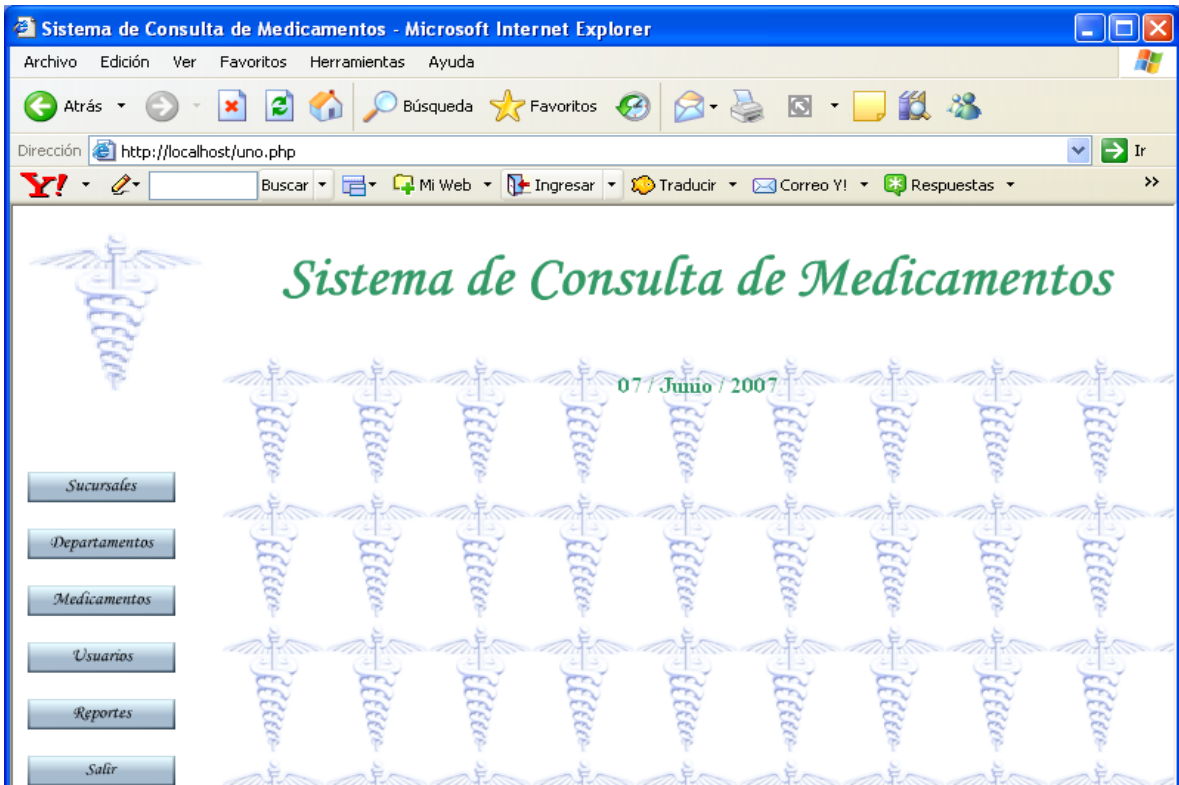 Sistema de Consulta de Medicamentos - Microsoft Internet Explorer
Archivo Edición Ver Favoritos Herramientas Ayuda
Atrás Búsqueda Favoritos
Dirección http://localhost/uno.php Ir
Y! Buscar Mi Web Ingresar Traducir Correo Y! Respuestas >>
Sistema de Consulta de Medicamentos
07 / Junio / 2007
Sucursales
Departamentos
Medicamentos
Usuarios
Reportes
Salir